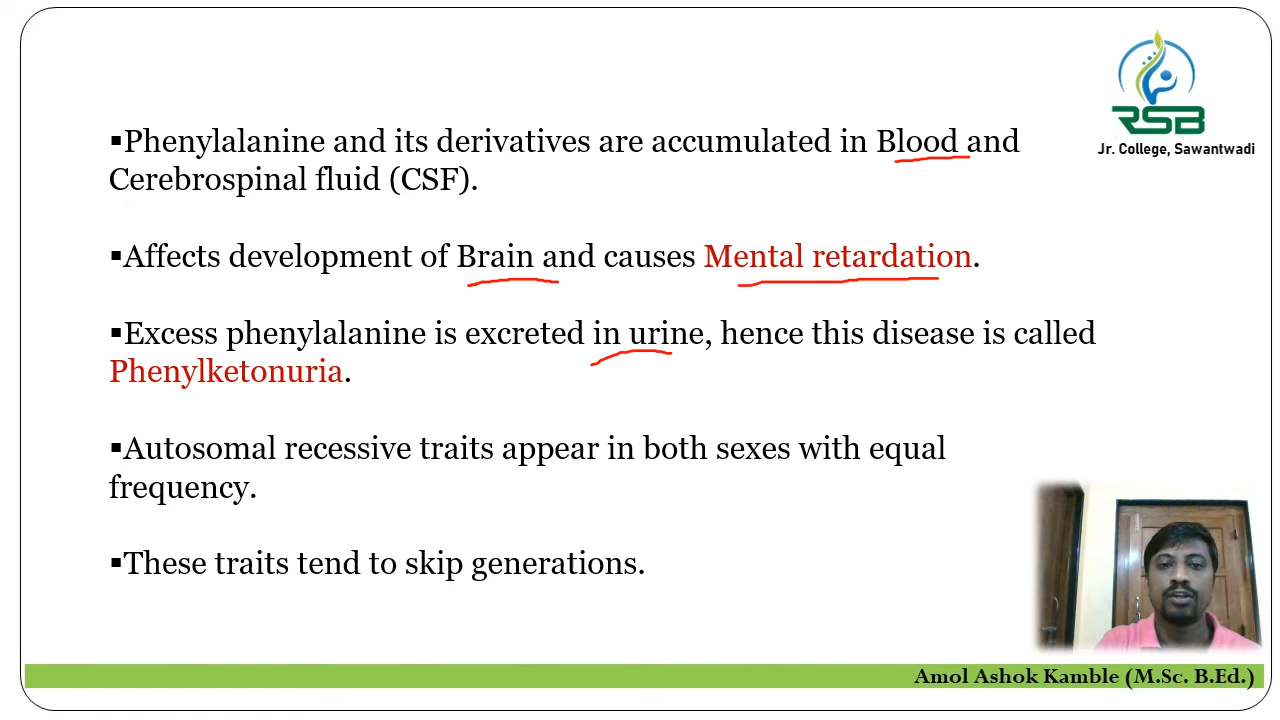 RSB
Jr. College, Sawantwadi
▪Phenylalanine and its derivatives are accumulated in Blood and
Cerebrospinal fluid (CSF).
▪Affects development of Brain and causes Mental retardation.
▪Excess phenylalanine is excreted in urine, hence this disease is called
Phenylketonuria.
▪Autosomal recessive traits appear in both sexes with equal
frequency.
▪These traits tend to skip generations.
Amol Ashok Kamble (M.Sc. B.Ed.)